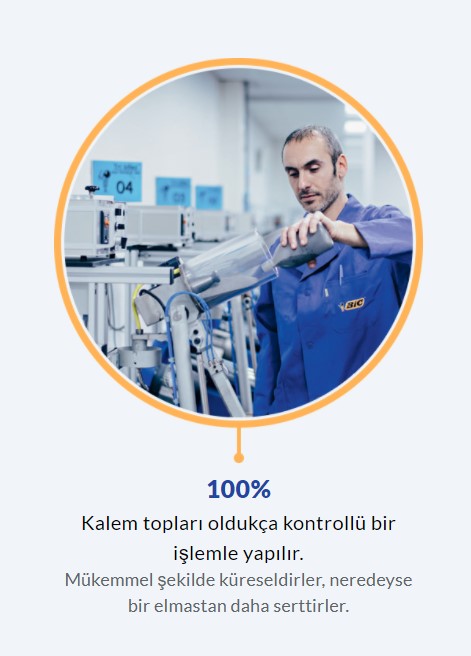 04
BIC
100%
Kalem topları oldukça kontrollü bir
işlemle yapılır.
Mükemmel şekilde küreseldirler, neredeyse
bir elmastan daha serttirler.